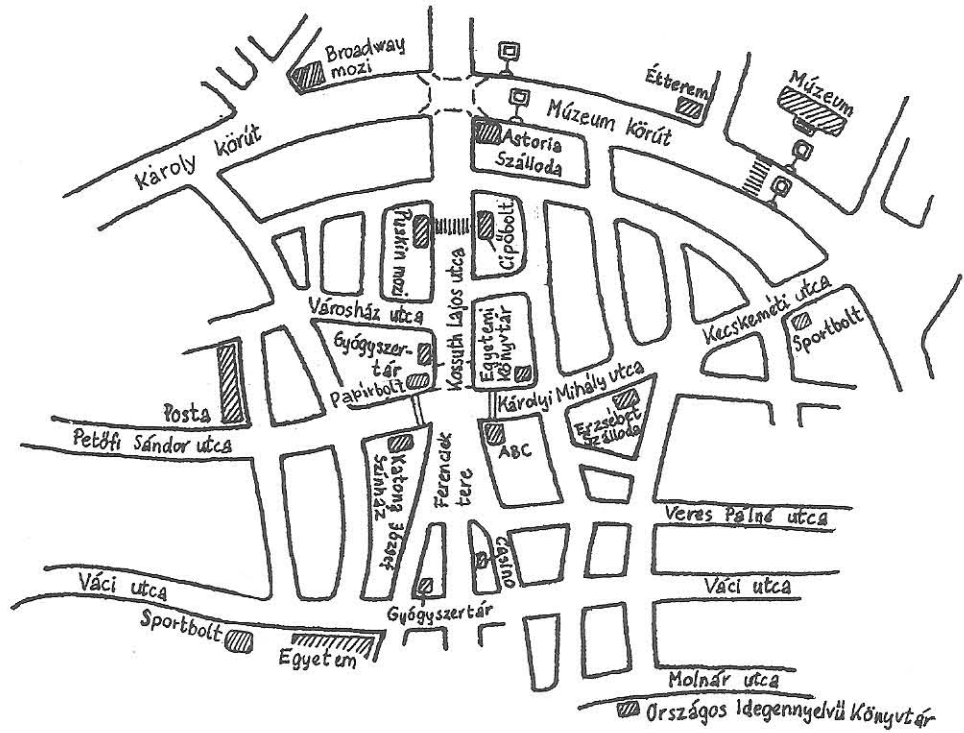 Broadway
mozi
Étterem
Múzeum
Múzeum körút
Károly körút
Astoria
Szálloda
Puskin mozi
Cipőbolt
Kossuth Lajos utca
Városház utca
Kecskeméti utca
Sportbolt
Gyógyszer-
tár
Egyetemi
Könyvtár
Papírbolt
Károlyi Mihály utca
Posta
Erzsébet
Szálloda
Petőfi Sándor utca
Katona József
Színház
Ferenciek
tere
ABC
Veres Pálné utca
Casino
Váci utca
Váci utca
Gyógyszertár
Sportbolt
Egyetem
Molnár utca
Országos Idegennyelvű Könyvtár